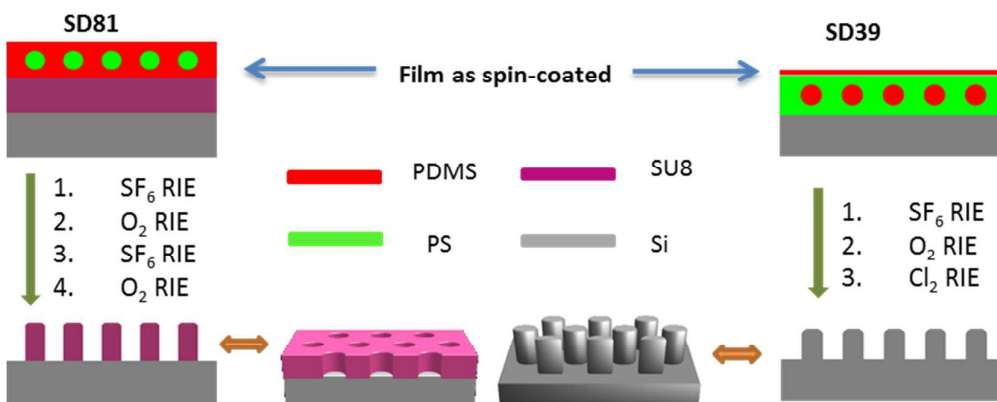 SD81
SD39
Film as spin-coated
PDMS
SU8
PS
Si
1. SF₆ RIE
2. O₂ RIE
3. SF₆ RIE
4. O₂ RIE
1. SF₆ RIE
2. O₂ RIE
3. Cl₂ RIE